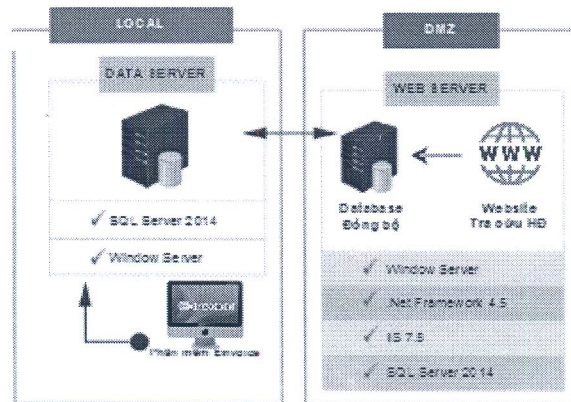 LOCAL
DATA SERVER
✓ SQL Server 2014
✓ Window Server
Phần mềm Einvoice
DMZ
WEB SERVER
WWW
Database
Đồng bộ
Website
Tra cứu HĐ
✓ Window Server
✓ .Net Framework 4.5
✓ IIS 7.5
✓ SQL Server 2014